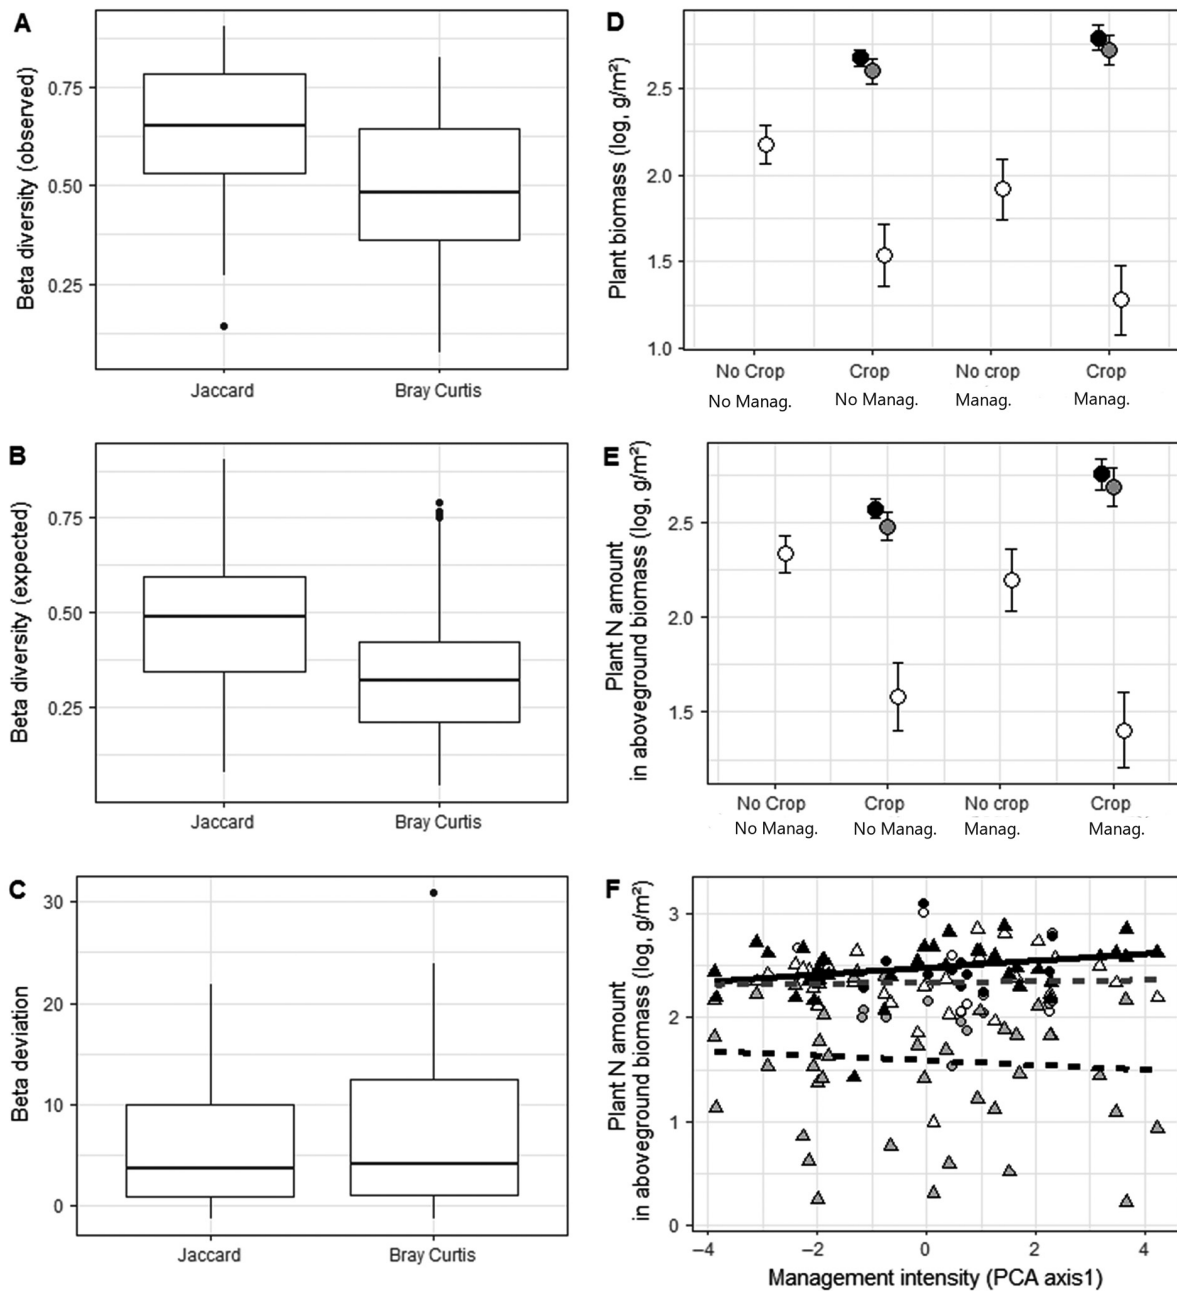 A
Beta diversity (observed)
0.75
0.50
0.25
Jaccard
Bray Curtis
B
Beta diversity (expected)
0.75
0.50
0.25
Jaccard
Bray Curtis
C
Beta deviation
30
20
10
0
Jaccard
Bray Curtis
D
Plant biomass (log, g/m²)
2.5
2.0
1.5
1.0
No Crop
No Manag.
Crop
No Manag.
No crop
Manag.
Crop
Manag.
E
Plant N amount
in aboveground biomass (log, g/m²)
2.5
2.0
1.5
No Crop
No Manag.
Crop
No Manag.
No crop
Manag.
Crop
Manag.
F
Plant N amount
in aboveground biomass (log, g/m²)
3
2
1
0
−4
−2
0
2
4
Management intensity (PCA axis1)